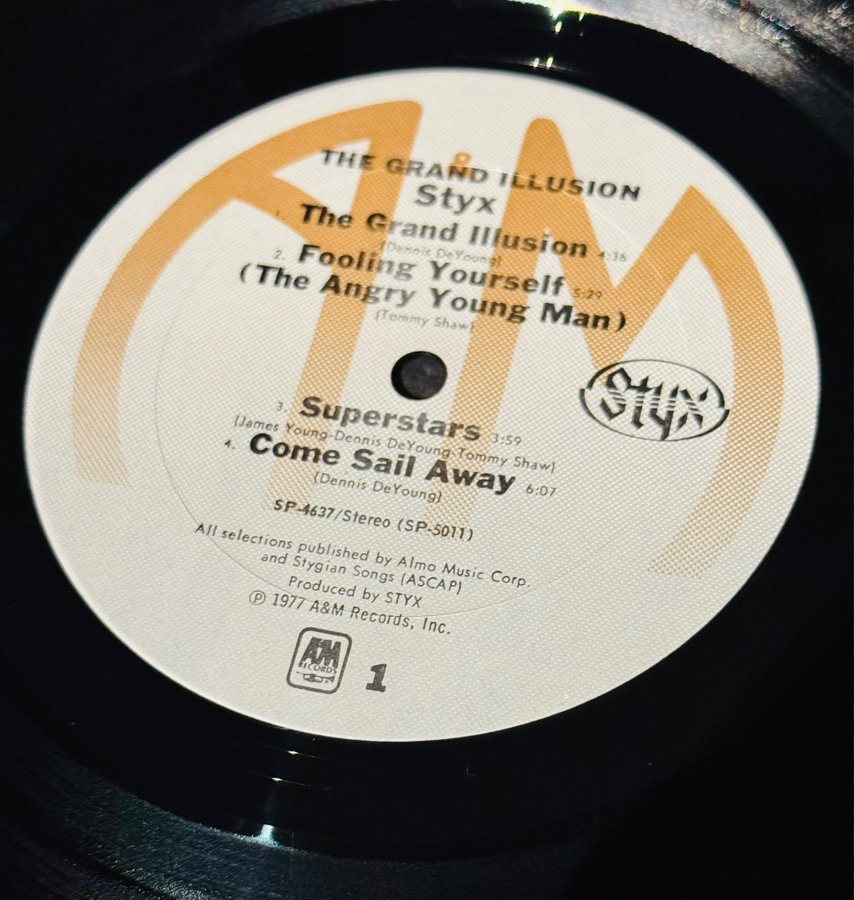 A&M
THE GRAND ILLUSION
Styx
1. The Grand Illusion 4:36
(Dennis DeYoung)
2. Fooling Yourself 5:29
(The Angry Young Man)
(Tommy Shaw)
STYX
3. Superstars 3:59
(James Young-Dennis DeYoung-Tommy Shaw)
4. Come Sail Away 6:07
(Dennis DeYoung)
SP-4637/Stereo (SP-5011)
All selections published by Almo Music Corp.
and Stygian Songs (ASCAP)
Produced by STYX
℗ 1977 A&M Records, Inc.
A&M
RECORDS
1